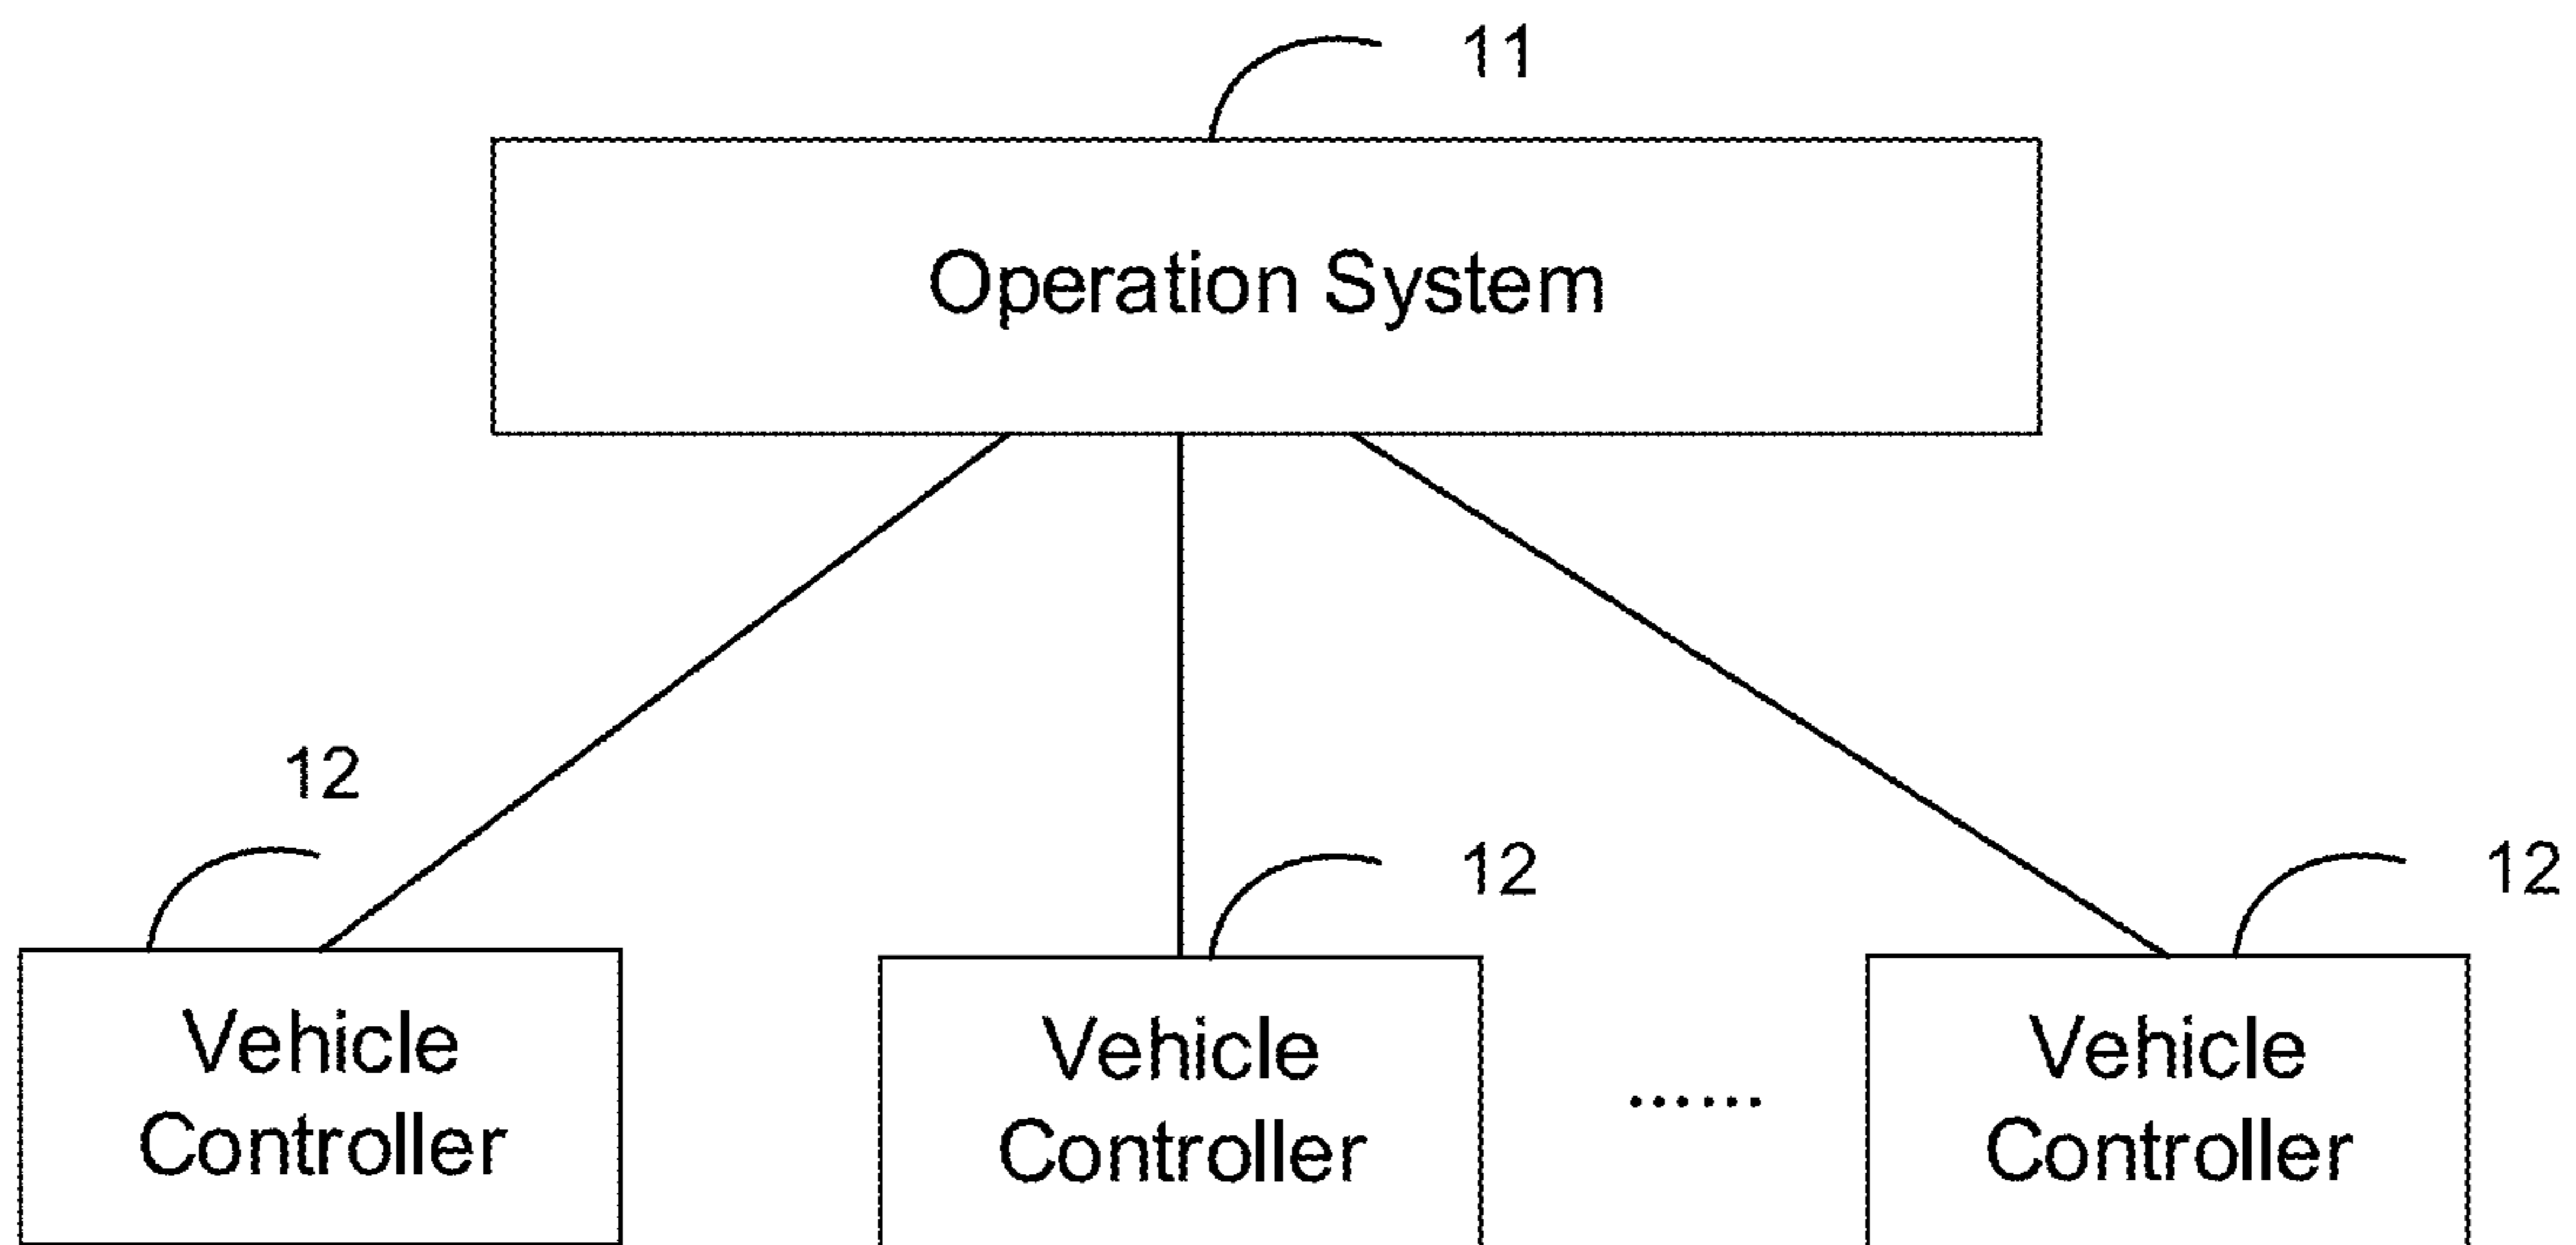 11
Operation System
12
12
12
Vehicle
Controller
Vehicle
Controller
......
Vehicle
Controller